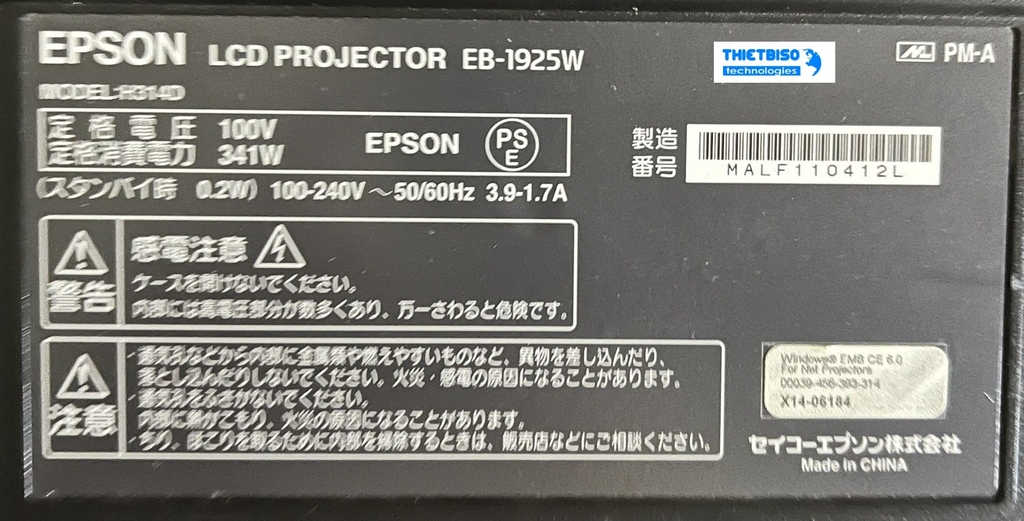 EPSON LCD PROJECTOR EB-1925W
THIETBISO
technologies
PM-A
MODEL:H314D
定格電圧 100V
定格消費電力 341W
EPSON
PS
E
製造
番号
MALF110412L
(スタンバイ時 0.2W) 100-240V～50/60Hz 3.9-1.7A
警告
感電注意
ケースを開けないでください。
内部には高電圧部分が数多くあり、万一さわると危険です。
注意
・通気孔などから内部に金属類や燃えやすいものなど、異物を差し込んだり、
落とし込んだりしないでください。火災・感電の原因になることがあります。
・通気孔をふさがないでください。
内部に熱がこもり、火災の原因になることがあります。
・ちり、ほこりを取るために内部を掃除するときは、販売店などにご相談ください。
Windows® EMB CE 6.0
For Net Projectors
00039-456-393-314
X14-06184
セイコーエプソン株式会社
Made in CHINA